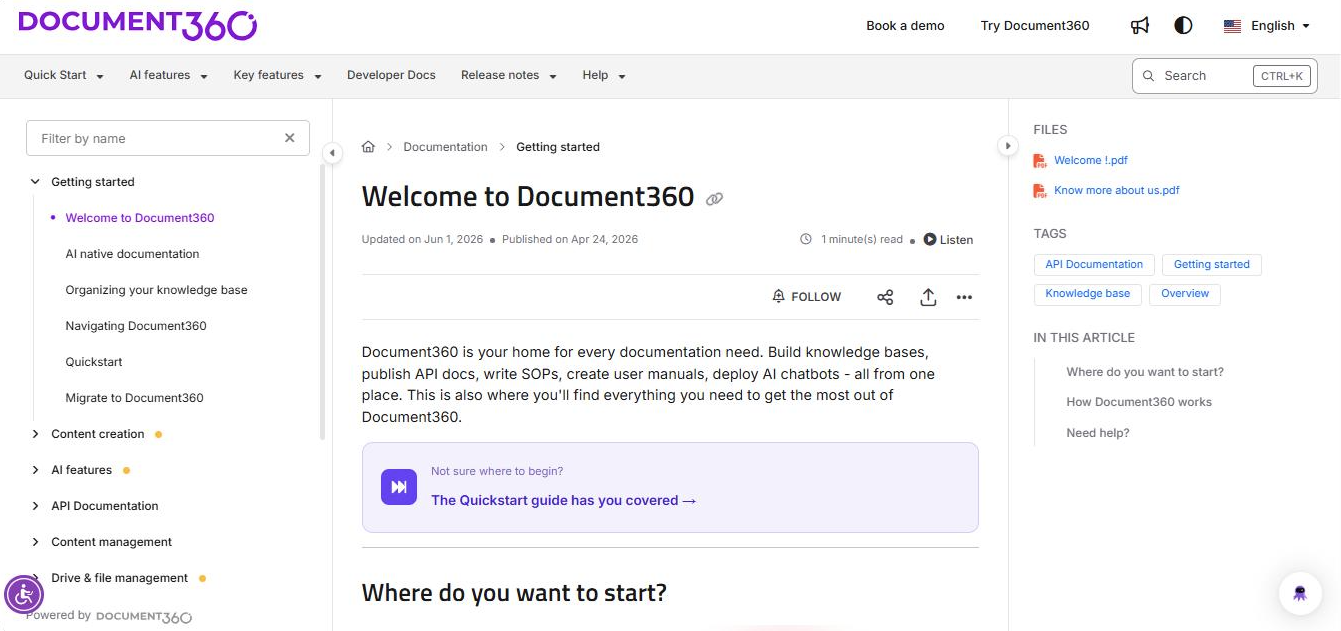 DOCUMENT360
Book a demo
Try Document360
English
Quick Start
AI features
Key features
Developer Docs
Release notes
Help
Search
CTRL+K
Filter by name
Getting started
Welcome to Document360
AI native documentation
Organizing your knowledge base
Navigating Document360
Quickstart
Migrate to Document360
Content creation
AI features
API Documentation
Content management
Drive & file management
Powered by DOCUMENT360
Documentation
Getting started
Welcome to Document360
Updated on Jun 1, 2026
Published on Apr 24, 2026
1 minute(s) read
Listen
FOLLOW
Document360 is your home for every documentation need. Build knowledge bases,
publish API docs, write SOPs, create user manuals, deploy AI chatbots - all from one
place. This is also where you'll find everything you need to get the most out of
Document360.
Not sure where to begin?
The Quickstart guide has you covered →
Where do you want to start?
FILES
PDF
Welcome !.pdf
PDF
Know more about us.pdf
TAGS
API Documentation
Getting started
Knowledge base
Overview
IN THIS ARTICLE
Where do you want to start?
How Document360 works
Need help?